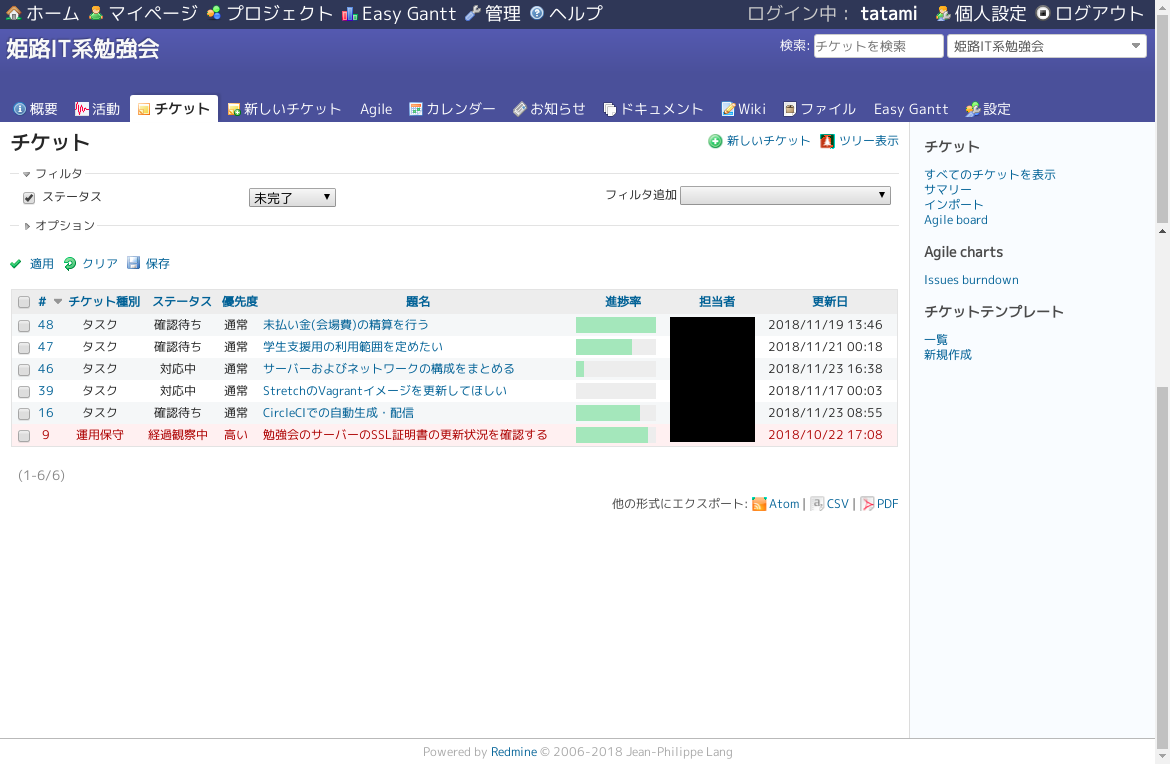 ホーム マイページ プロジェクト Easy Gantt 管理 ヘルプ ログイン中 : tatami 個人設定 ログアウト
姫路IT系勉強会 検索: チケットを検索 姫路IT系勉強会
概要 活動 チケット 新しいチケット Agile カレンダー お知らせ ドキュメント Wiki ファイル Easy Gantt 設定
チケット 新しいチケット ツリー表示
フィルタ
ステータス 未完了 フィルタ追加
オプション
適用 クリア 保存
# チケット種別 ステータス 優先度 題名 進捗率 担当者 更新日
48 タスク 確認待ち 通常 未払い金(会場費)の精算を行う 2018/11/19 13:46
47 タスク 確認待ち 通常 学生支援用の利用範囲を定めたい 2018/11/21 00:18
46 タスク 対応中 通常 サーバーおよびネットワークの構成をまとめる 2018/11/23 16:38
39 タスク 対応中 通常 StretchのVagrantイメージを更新してほしい 2018/11/17 00:03
16 タスク 確認待ち 通常 CircleCIでの自動生成・配信 2018/11/23 08:55
9 運用保守 経過観察中 高い 勉強会のサーバーのSSL証明書の更新状況を確認する 2018/10/22 17:08
(1-6/6)
他の形式にエクスポート: Atom | CSV | PDF
チケット
すべてのチケットを表示
サマリー
インポート
Agile board
Agile charts
Issues burndown
チケットテンプレート
一覧
新規作成
Powered by Redmine © 2006-2018 Jean-Philippe Lang